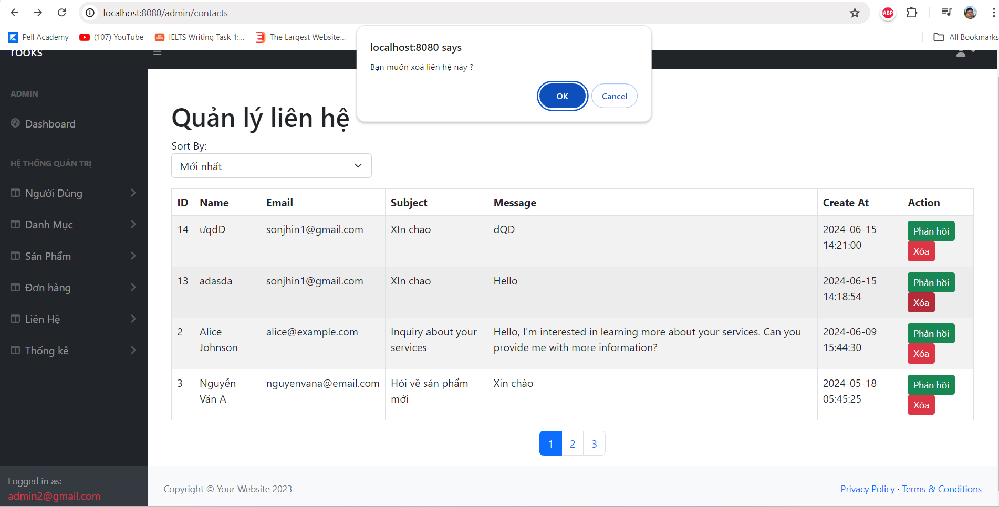 localhost:8080/admin/contacts
ABP
Pell Academy
(107) YouTube
IELTS Writing Task 1:...
The Largest Website...
All Bookmarks
localhost:8080 says
Bạn muốn xoá liên hệ này ?
OK
Cancel
rooks
ADMIN
Dashboard
HỆ THỐNG QUẢN TRỊ
Người Dùng
Danh Mục
Sản Phẩm
Đơn hàng
Liên Hệ
Thống kê
Logged in as:
admin2@gmail.com
Quản lý liên hệ
Sort By:
Mới nhất
ID Name Email Subject Message Create At Action
14 ưqdD sonjhin1@gmail.com XIn chao dQD 2024-06-15 Phản hồi
14:21:00 Xóa
13 adasda sonjhin1@gmail.com XIn chao Hello 2024-06-15 Phản hồi
14:18:54 Xóa
2 Alice alice@example.com Inquiry about your Hello, I'm interested in learning more about your services. Can you 2024-06-09 Phản hồi
Johnson services provide me with more information? 15:44:30 Xóa
3 Nguyễn nguyenvana@email.com Hỏi về sản phẩm Xin chào 2024-05-18 Phản hồi
Văn A mới 05:45:25 Xóa
1 2 3
Copyright © Your Website 2023
Privacy Policy · Terms & Conditions